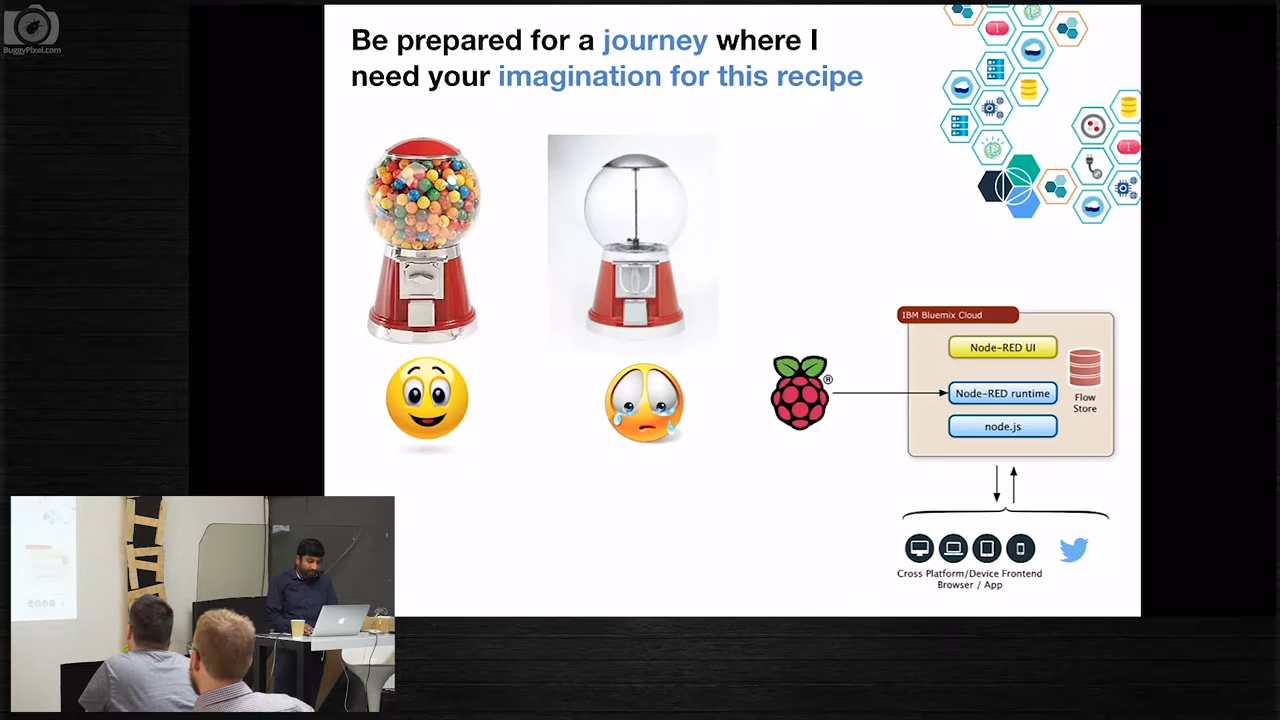 BuggyPixel.com
Be prepared for a journey where I
need your imagination for this recipe
IBM Bluemix Cloud
Node-RED UI
Node-RED runtime
node.js
Flow
Store
®
Cross Platform/Device Frontend
Browser / App